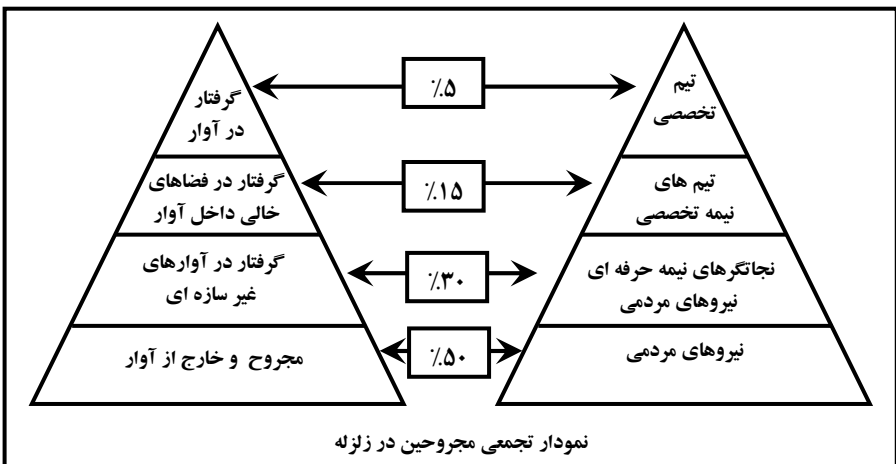 تیم
تخصصی
٪۵
گرفتار
در آوار
تیم های
نیمه تخصصی
٪۱۵
گرفتار در فضاهای
خالی داخل آوار
نجاتگرهای نیمه حرفه ای
نیروهای مردمی
٪۳۰
گرفتار در آوارهای
غیر سازه ای
نیروهای مردمی
٪۵۰
مجروح و خارج از آوار
نمودار تجمعی مجروحین در زلزله